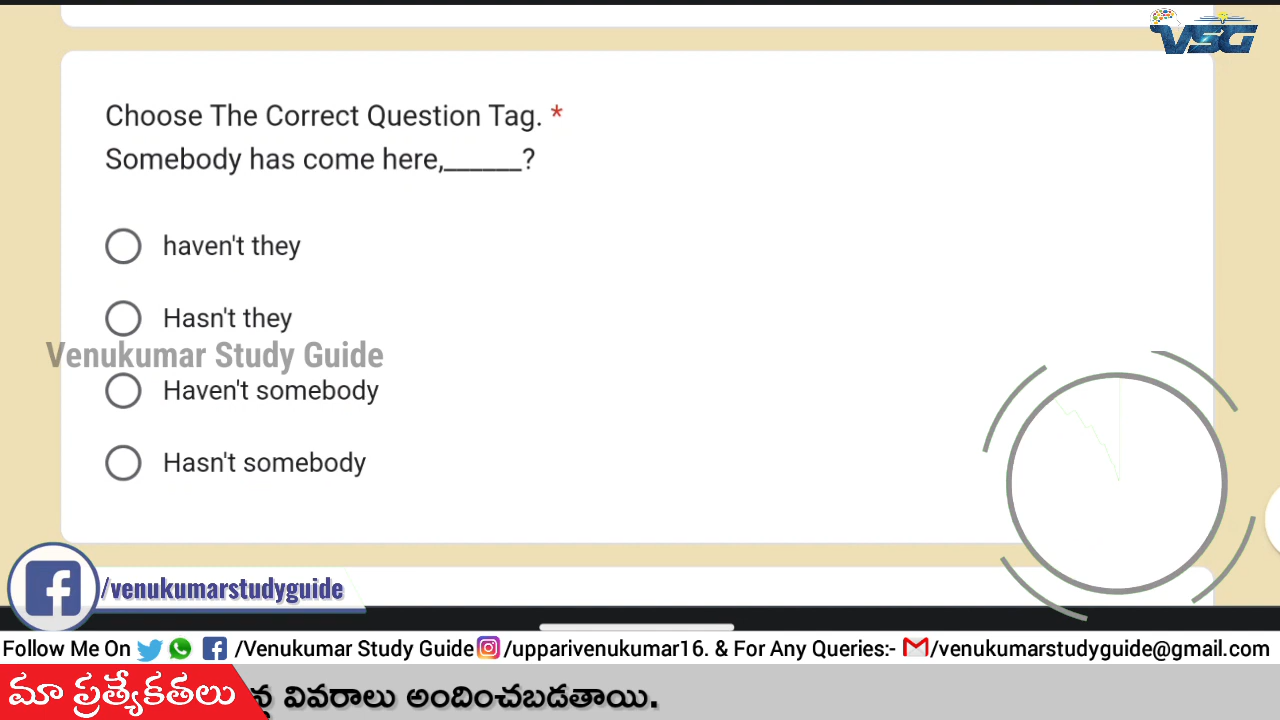 VSG
Choose The Correct Question Tag. *
Somebody has come here,______?
haven't they
Hasn't they
Venukumar Study Guide
Haven't somebody
Hasn't somebody
/venukumarstudyguide
Follow Me On /Venukumar Study Guide /upparivenukumar16. & For Any Queries:- /venukumarstudyguide@gmail.com
మా ప్రత్యేకతలు వివరాలు అందించబడతాయి.